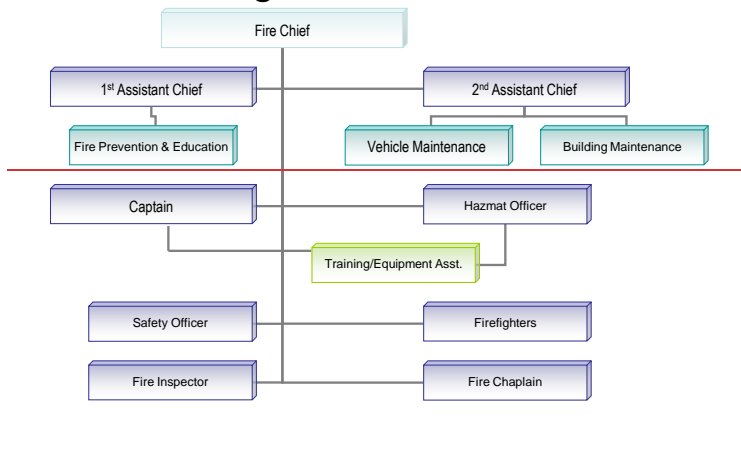 Fire Chief
1st Assistant Chief
2nd Assistant Chief
Fire Prevention & Education
Vehicle Maintenance
Building Maintenance
Captain
Hazmat Officer
Training/Equipment Asst.
Safety Officer
Firefighters
Fire Inspector
Fire Chaplain